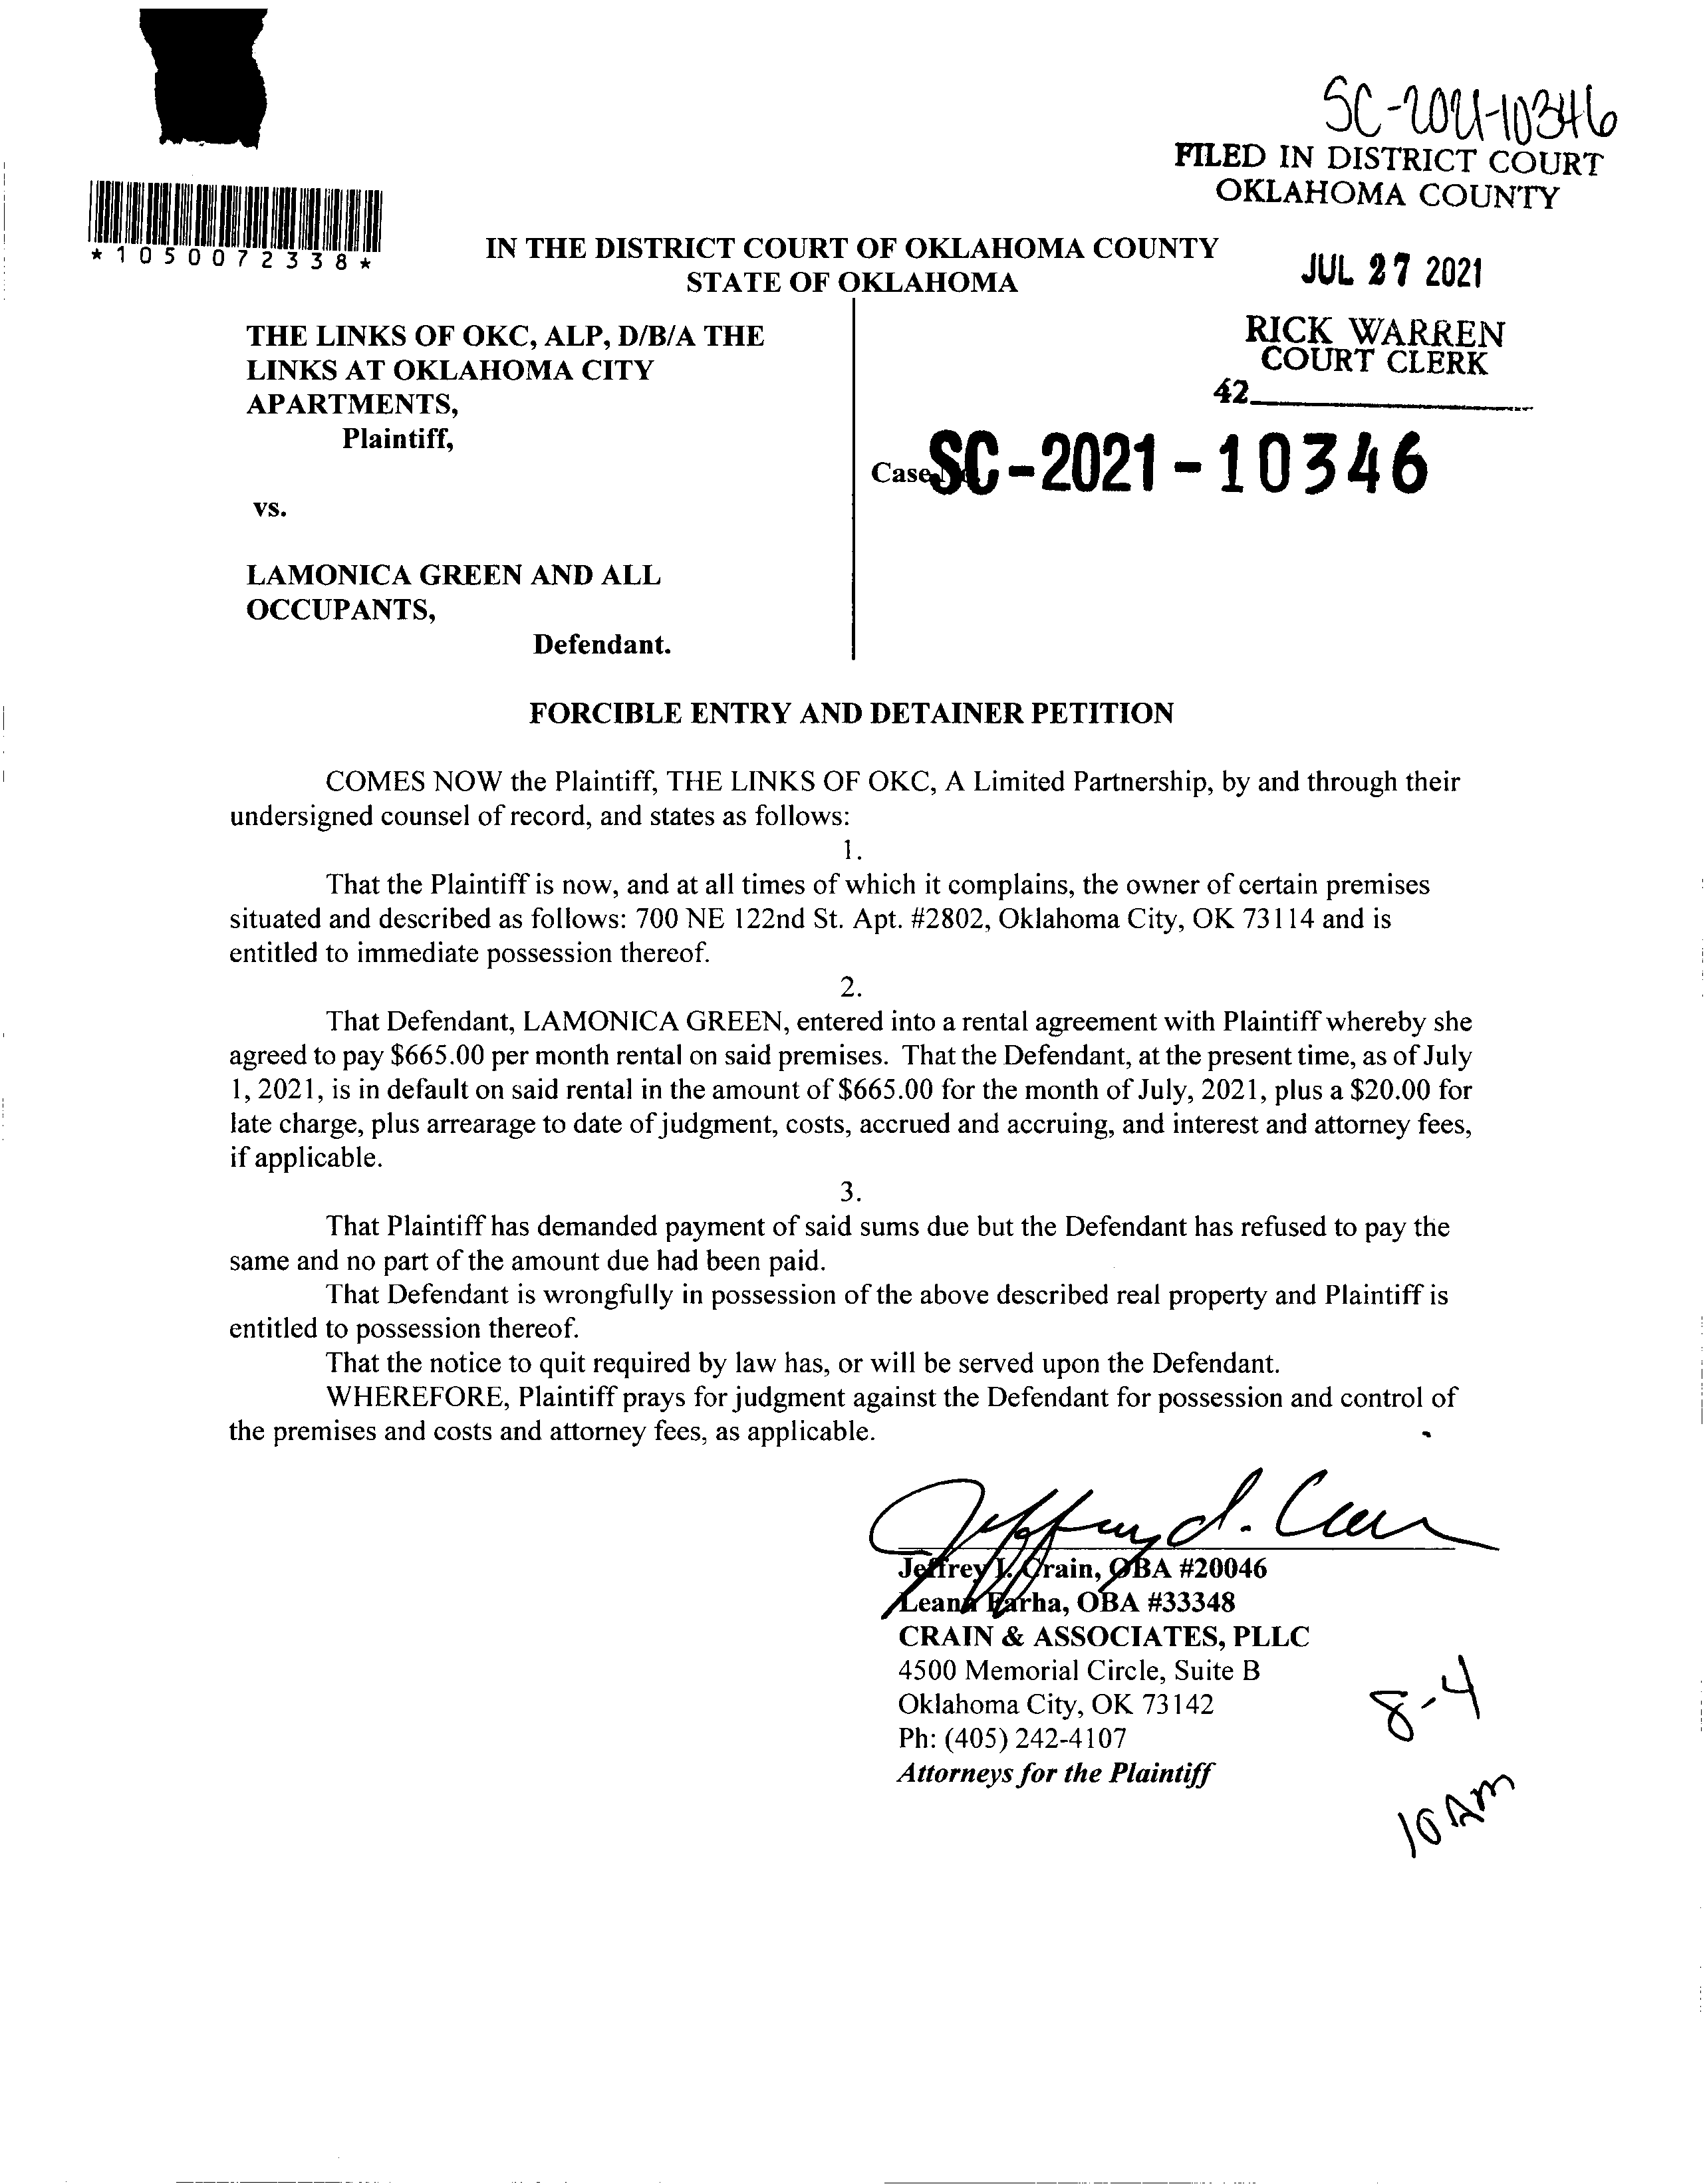 SC-2021-10346
FILED IN DISTRICT COURT
OKLAHOMA COUNTY
*1050072338*
IN THE DISTRICT COURT OF OKLAHOMA COUNTY
STATE OF OKLAHOMA
JUL 27 2021
RICK WARREN
COURT CLERK
42
THE LINKS OF OKC, ALP, D/B/A THE
LINKS AT OKLAHOMA CITY
APARTMENTS,
Plaintiff,
Case No. SC-2021-10346
vs.
LAMONICA GREEN AND ALL
OCCUPANTS,
Defendant.
FORCIBLE ENTRY AND DETAINER PETITION
COMES NOW the Plaintiff, THE LINKS OF OKC, A Limited Partnership, by and through their
undersigned counsel of record, and states as follows:
1.
That the Plaintiff is now, and at all times of which it complains, the owner of certain premises
situated and described as follows: 700 NE 122nd St. Apt. #2802, Oklahoma City, OK 73114 and is
entitled to immediate possession thereof.
2.
That Defendant, LAMONICA GREEN, entered into a rental agreement with Plaintiff whereby she
agreed to pay $665.00 per month rental on said premises. That the Defendant, at the present time, as of July
1, 2021, is in default on said rental in the amount of $665.00 for the month of July, 2021, plus a $20.00 for
late charge, plus arrearage to date of judgment, costs, accrued and accruing, and interest and attorney fees,
if applicable.
3.
That Plaintiff has demanded payment of said sums due but the Defendant has refused to pay the
same and no part of the amount due had been paid.
That Defendant is wrongfully in possession of the above described real property and Plaintiff is
entitled to possession thereof.
That the notice to quit required by law has, or will be served upon the Defendant.
WHEREFORE, Plaintiff prays for judgment against the Defendant for possession and control of
the premises and costs and attorney fees, as applicable.
Jeffrey I. Crain, OBA #20046
Leann Farha, OBA #33348
CRAIN & ASSOCIATES, PLLC
4500 Memorial Circle, Suite B
Oklahoma City, OK 73142
Ph: (405) 242-4107
Attorneys for the Plaintiff
8-4
10 AM